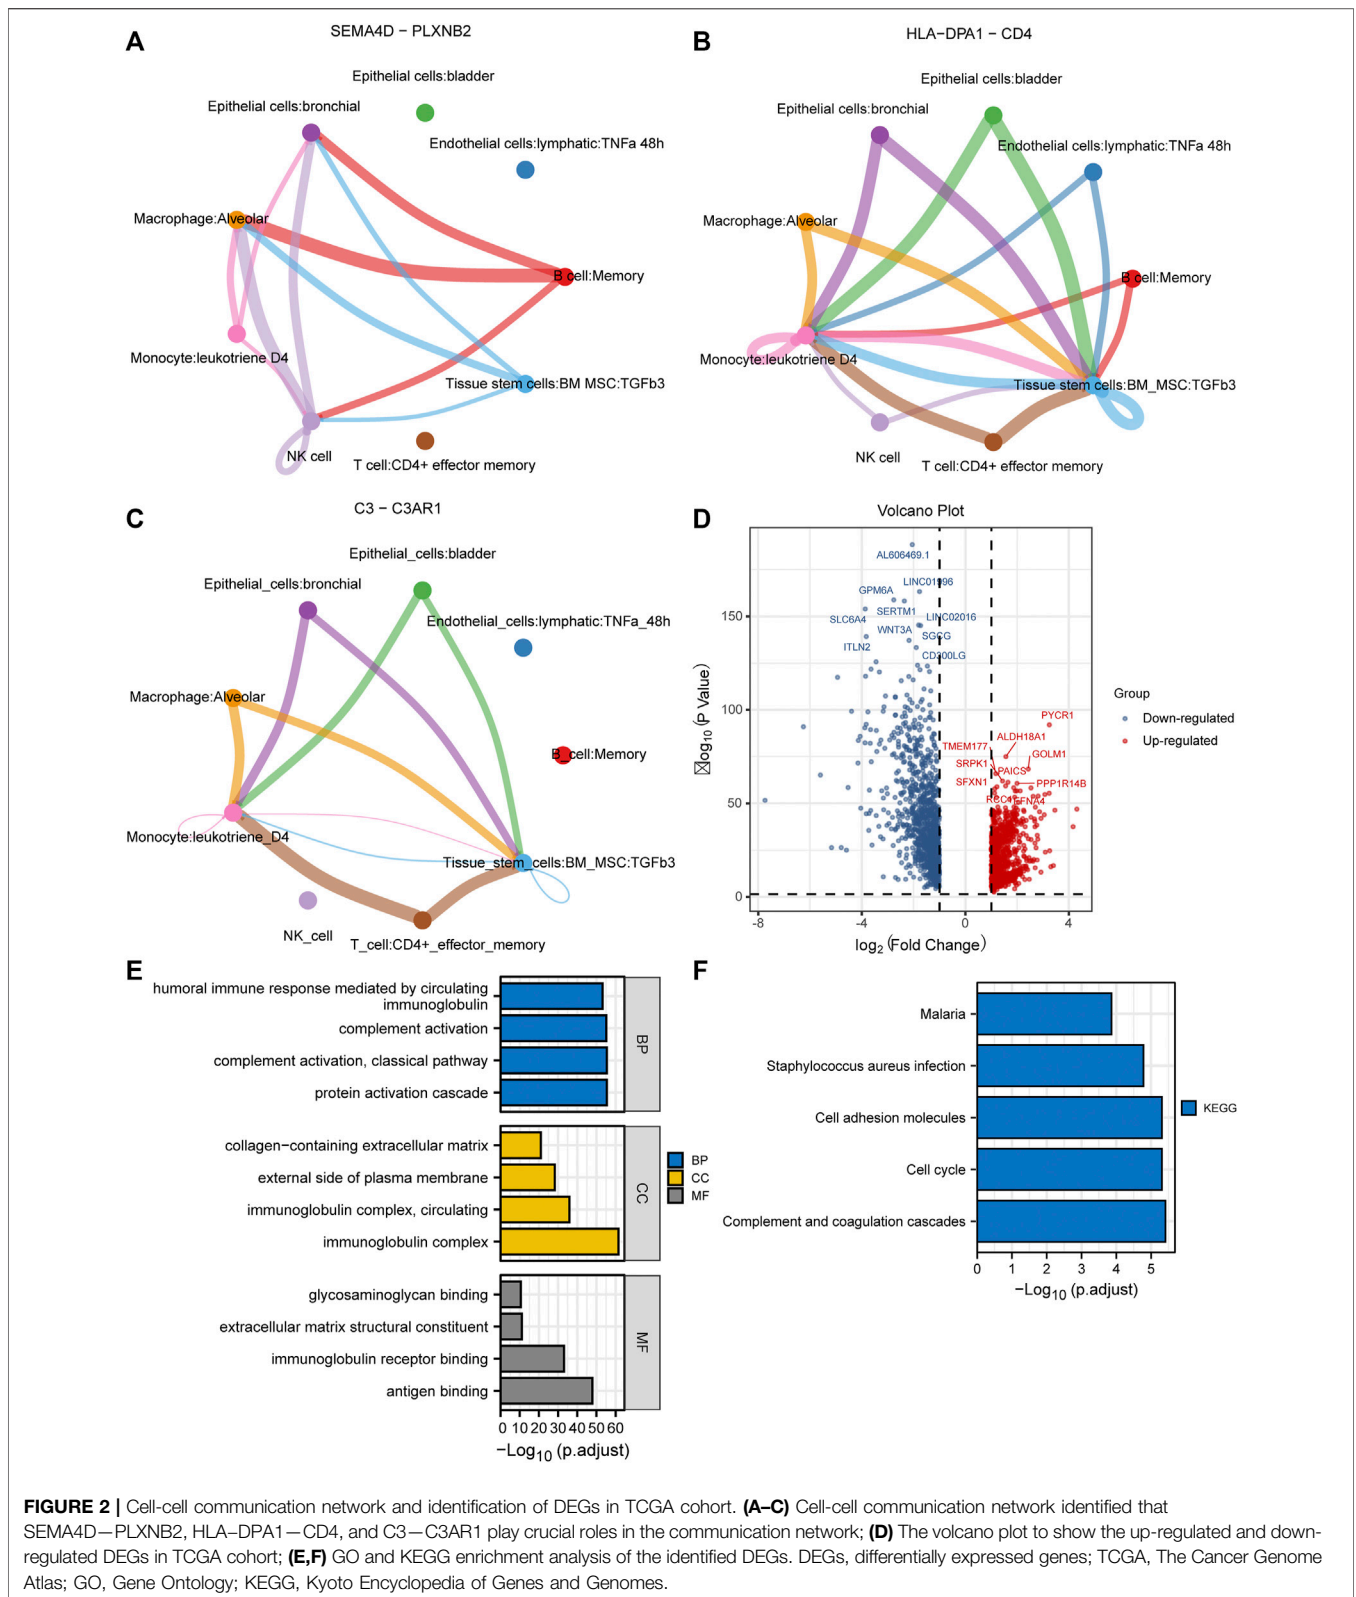 A
SEMA4D − PLXNB2
Epithelial cells:bladder
Epithelial cells:bronchial
Endothelial cells:lymphatic:TNFa 48h
Macrophage:Alveolar
B cell:Memory
Monocyte:leukotriene D4
Tissue stem cells:BM MSC:TGFb3
NK cell
T cell:CD4+ effector memory
B
HLA−DPA1 − CD4
Epithelial cells:bladder
Epithelial cells:bronchial
Endothelial cells:lymphatic:TNFa 48h
Macrophage:Alveolar
B cell:Memory
Monocyte:leukotriene D4
Tissue stem cells:BM_MSC:TGFb3
NK cell
T cell:CD4+ effector memory
C
C3 − C3AR1
Epithelial_cells:bladder
Epithelial_cells:bronchial
Endothelial_cells:lymphatic:TNFa_48h
Macrophage:Alveolar
B_cell:Memory
Monocyte:leukotriene_D4
Tissue_stem_cells:BM_MSC:TGFb3
NK_cell
T_cell:CD4+_effector_memory
D
Volcano Plot
AL606469.1
LINC01996
GPM6A
SERTM1
SLC6A4
LINC02016
WNT3A
SGCG
ITLN2
CD300LG
PYCR1
ALDH18A1
TMEM177
GOLM1
SRPK1
PAICS
SFXN1
PPP1R14B
RCC1
EFNA4
150
100
50
0
-8 -4 0 4
log2 (Fold Change)
log10 (P Value)
Group
Down-regulated
Up-regulated
E
humoral immune response mediated by circulating
immunoglobulin
complement activation
complement activation, classical pathway
protein activation cascade
BP
collagen−containing extracellular matrix
external side of plasma membrane
immunoglobulin complex, circulating
immunoglobulin complex
CC
glycosaminoglycan binding
extracellular matrix structural constituent
immunoglobulin receptor binding
antigen binding
MF
0 10 20 30 40 50 60
−Log10 (p.adjust)
BP
CC
MF
F
Malaria
Staphylococcus aureus infection
Cell adhesion molecules
Cell cycle
Complement and coagulation cascades
0 1 2 3 4 5
−Log10 (p.adjust)
KEGG
FIGURE 2 | Cell-cell communication network and identification of DEGs in TCGA cohort. (A–C) Cell-cell communication network identified that
SEMA4D—PLXNB2, HLA–DPA1—CD4, and C3—C3AR1 play crucial roles in the communication network; (D) The volcano plot to show the up-regulated and down-
regulated DEGs in TCGA cohort; (E,F) GO and KEGG enrichment analysis of the identified DEGs. DEGs, differentially expressed genes; TCGA, The Cancer Genome
Atlas; GO, Gene Ontology; KEGG, Kyoto Encyclopedia of Genes and Genomes.